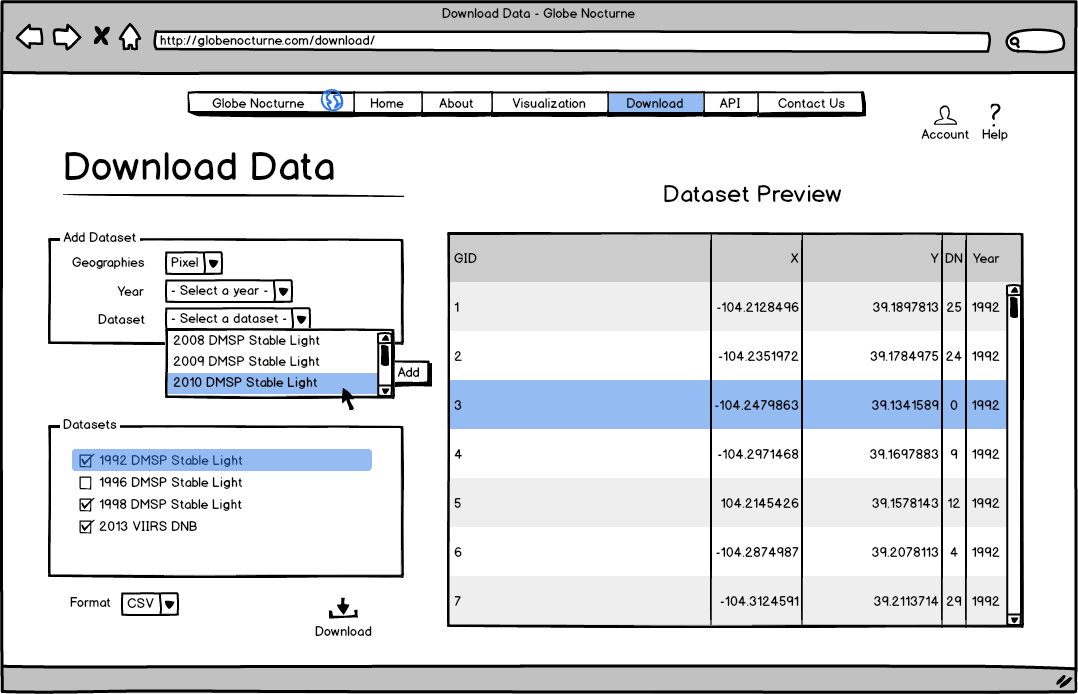 Download Data - Globe Nocturne
http://globenocturne.com/download/
Globe Nocturne Home About Visualization Download API Contact Us
Account Help
Download Data
Dataset Preview
Add Dataset
Geographies Pixel
Year - Select a year -
Dataset - Select a dataset -
2008 DMSP Stable Light
2009 DMSP Stable Light
2010 DMSP Stable Light
Add
Datasets
1992 DMSP Stable Light
1996 DMSP Stable Light
1998 DMSP Stable Light
2013 VIIRS DNB
Format CSV
Download
GID X Y DN Year
1 -104.2128496 39.1897813 25 1992
2 -104.2351972 39.1784975 24 1992
3 -104.2479863 39.1341589 0 1992
4 -104.2971468 39.1697883 9 1992
5 104.2145426 39.1578143 12 1992
6 -104.2874987 39.2078113 4 1992
7 -104.3124591 39.2113714 29 1992